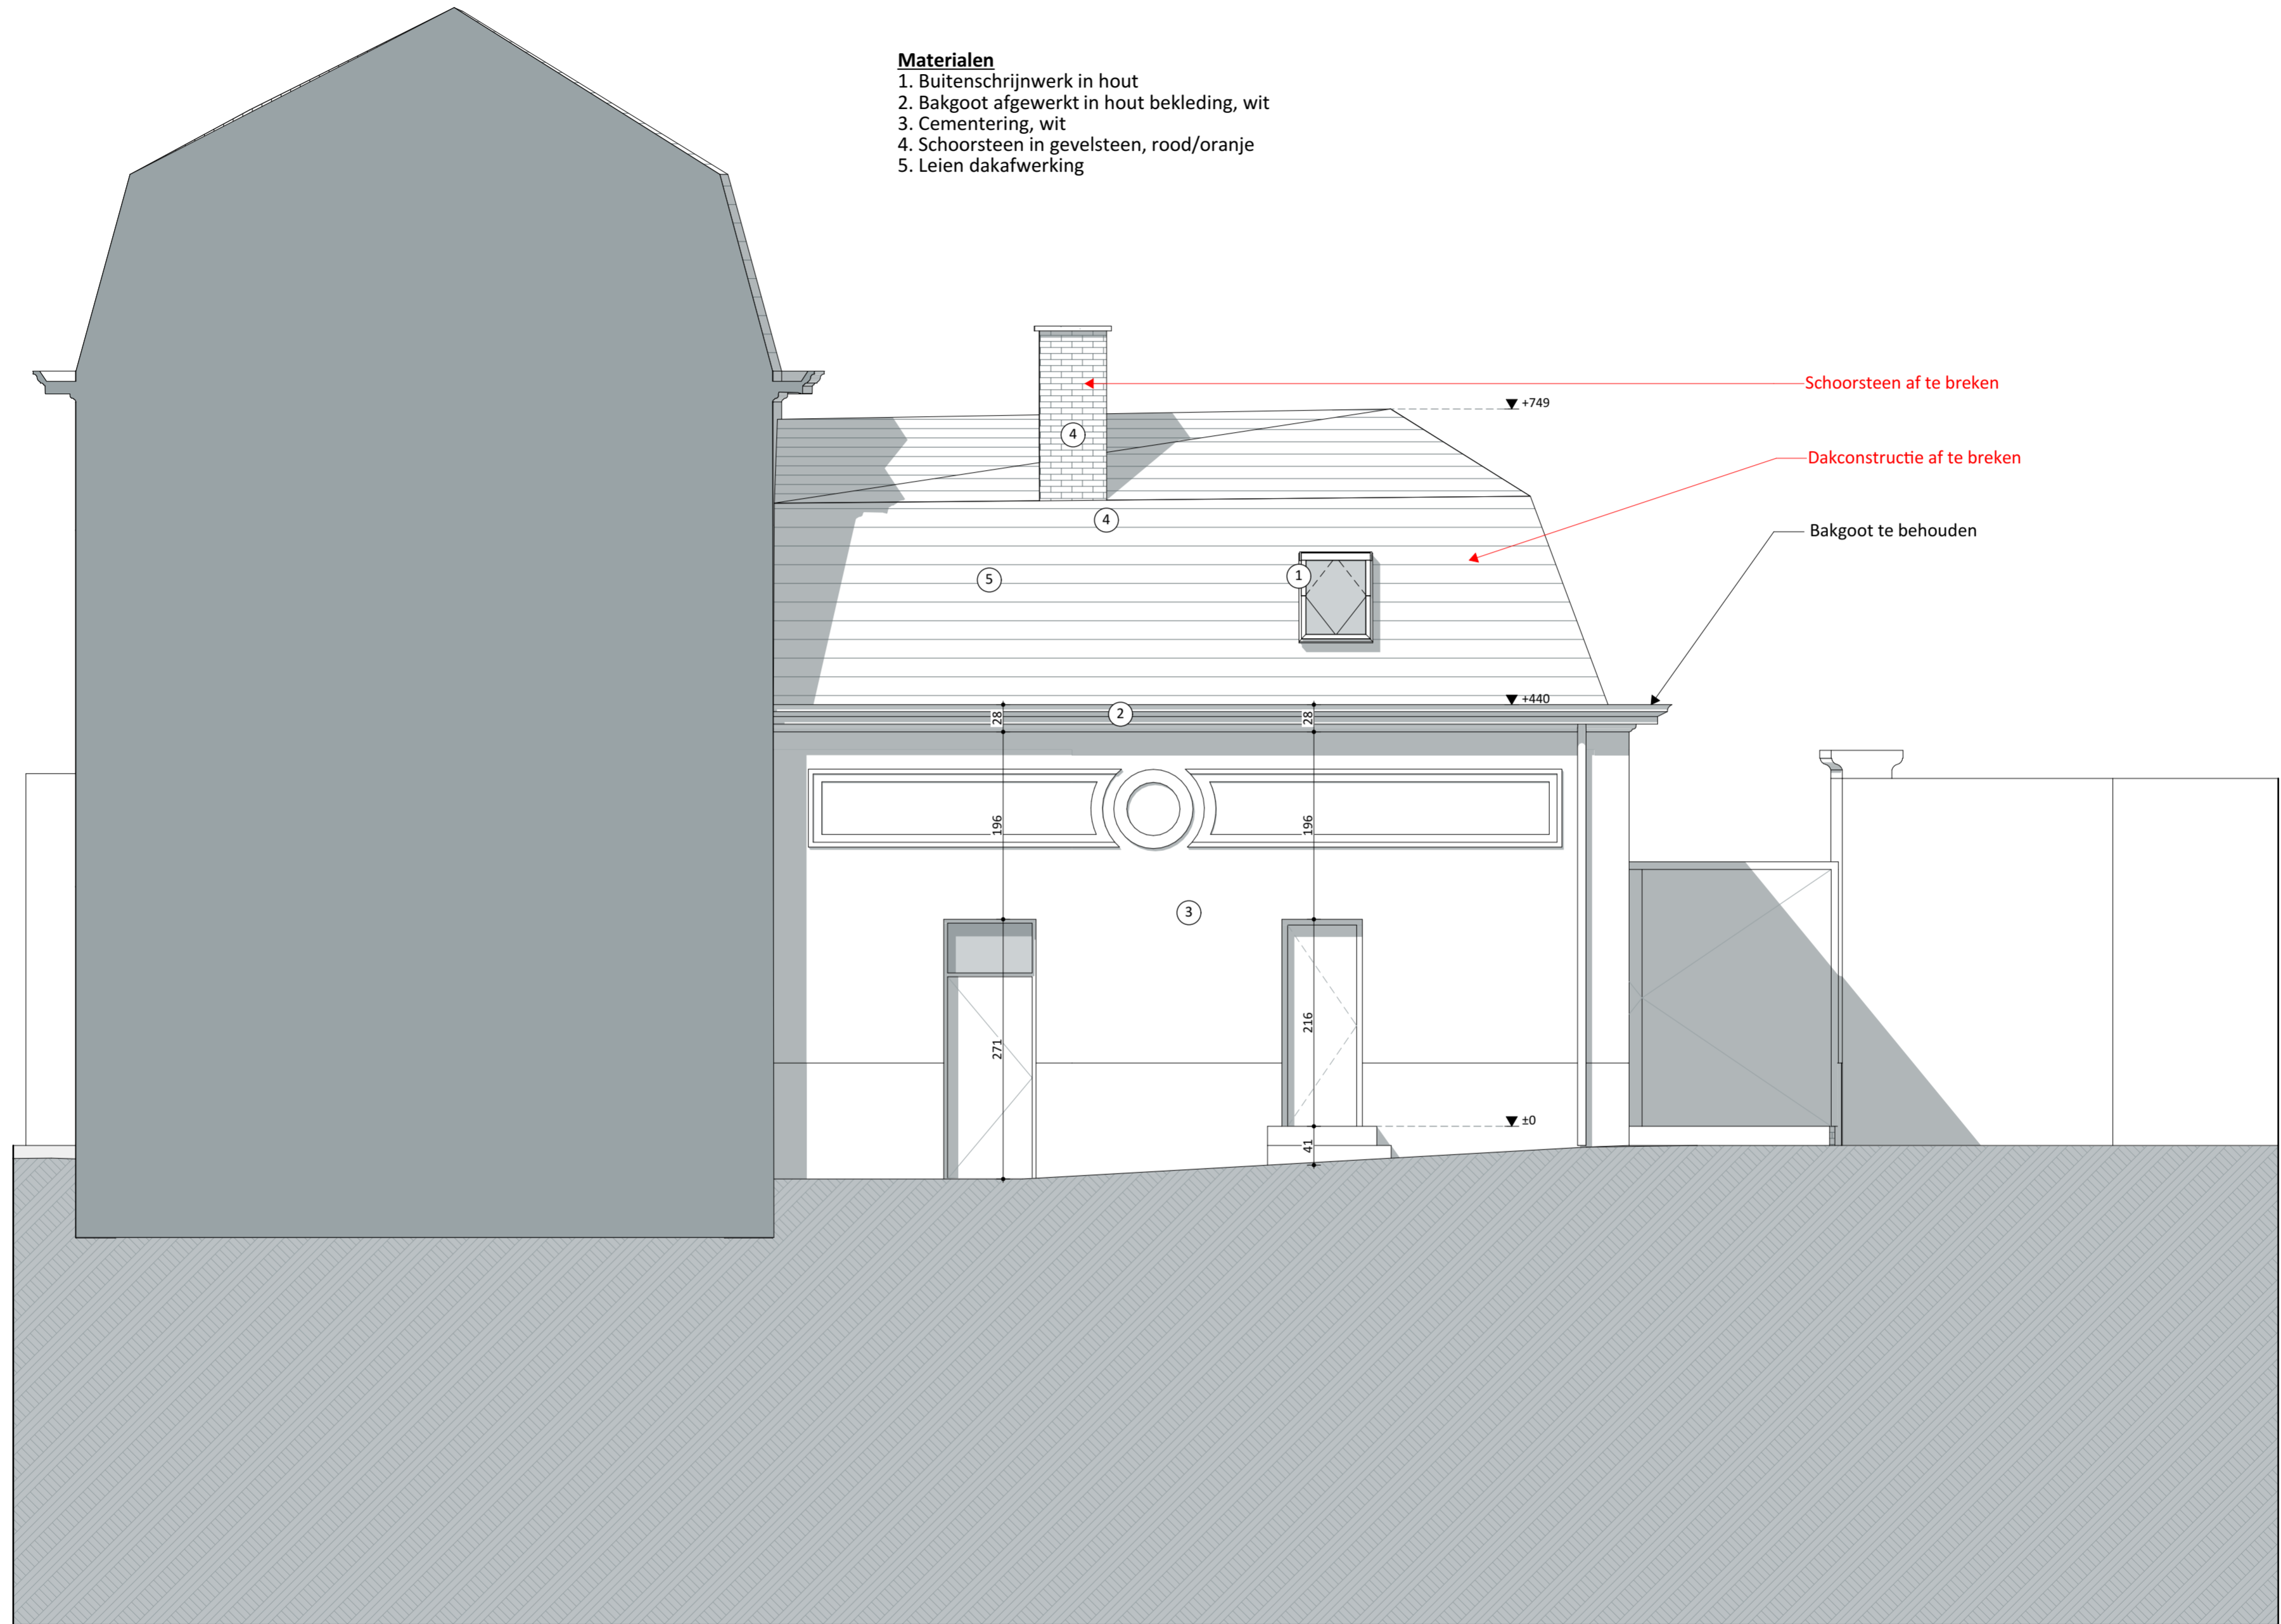 Materialen
1. Buitenschrijnwerk in hout
2. Bakgoot afgewerkt in hout bekleding, wit
3. Cementering, wit
4. Schoorsteen in gevelsteen, rood/oranje
5. Leien dakafwerking
Schoorsteen af te breken
+749
4
Dakconstructie af te breken
4
Bakgoot te behouden
5
1
+440
28
2
28
196
196
3
216
271
±0
41